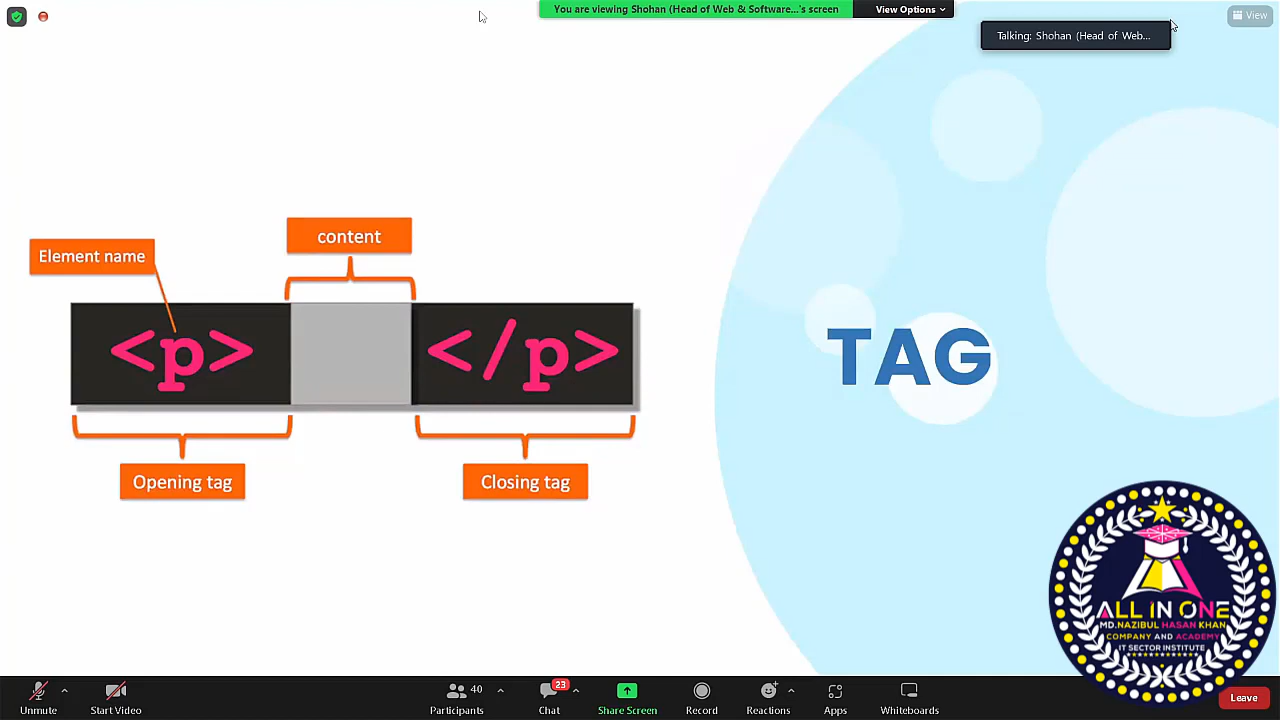 You are viewing Shohan (Head of Web & Software...'s screen
View Options
View
Talking: Shohan (Head of Web...
content
Element name
<p>
</p>
TAG
Opening tag
Closing tag
ALL IN ONE
MD.NAZIBUL HASAN KHAN
COMPANY AND ACADEMY
IT SECTOR INSTITUTE
Unmute
Start Video
40
Participants
23
Chat
Share Screen
Record
Reactions
Apps
Whiteboards
Leave